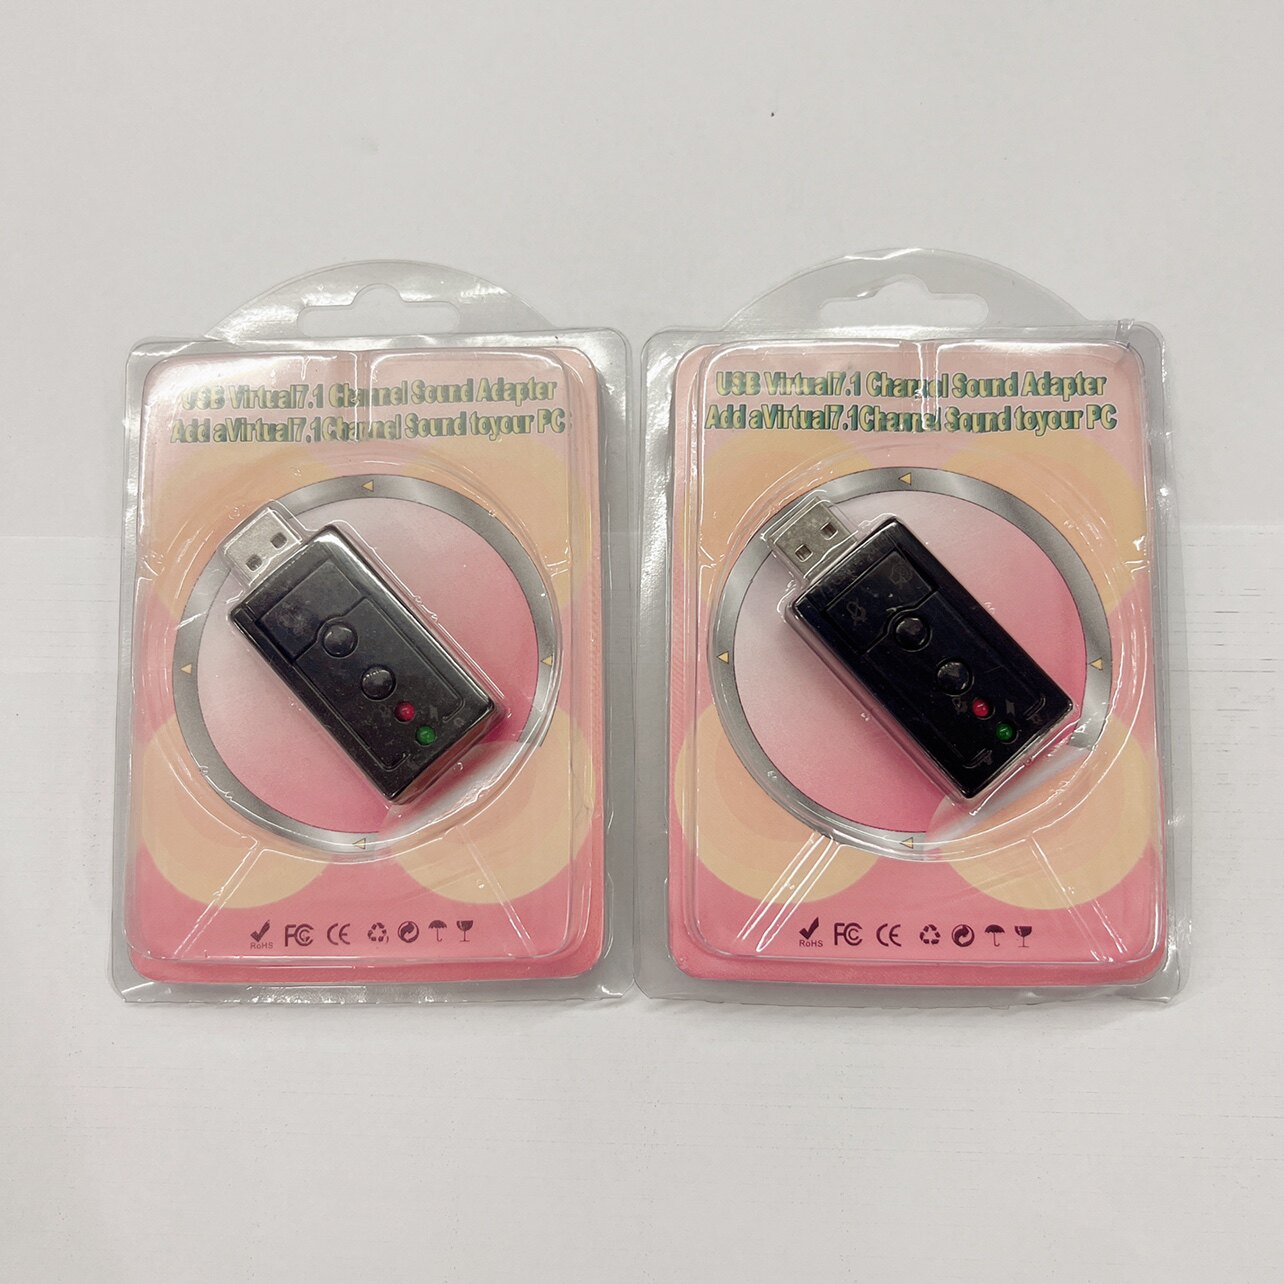 USB Virtual7.1 Channel Sound Adapter
Add aVirtual7.1Channel Sound toyour PC
RoHS FC CE
USB Virtual7.1 Channel Sound Adapter
Add aVirtual7.1Channel Sound toyour PC
RoHS FC CE